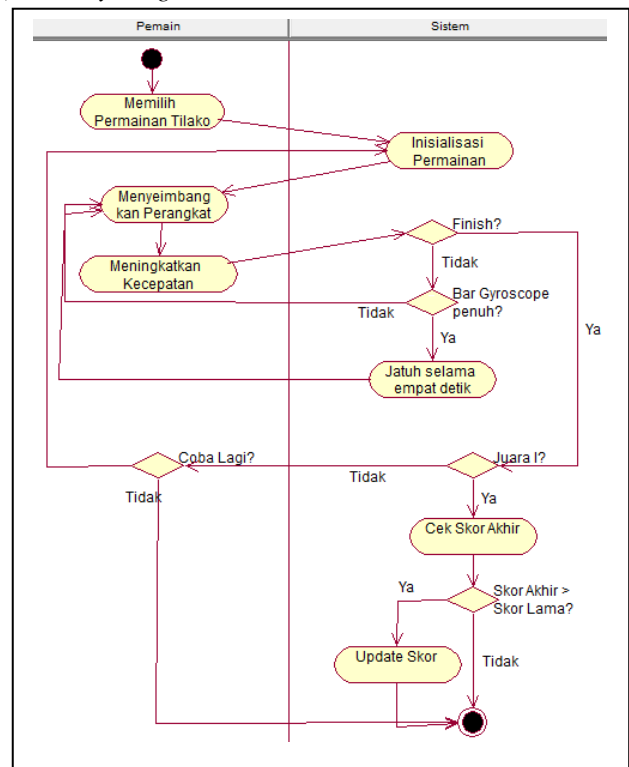 Pemain
Sistem
Memilih
Permainan Tilako
Inisialisasi
Permainan
Menyeimbang
kan Perangkat
Finish?
Tidak
Meningkatkan
Kecepatan
Bar Gyroscope
penuh?
Tidak
Ya
Ya
Jatuh selama
empat detik
Coba Lagi?
Juara I?
Tidak
Tidak
Ya
Cek Skor Akhir
Ya
Skor Akhir >
Skor Lama?
Update Skor
Tidak